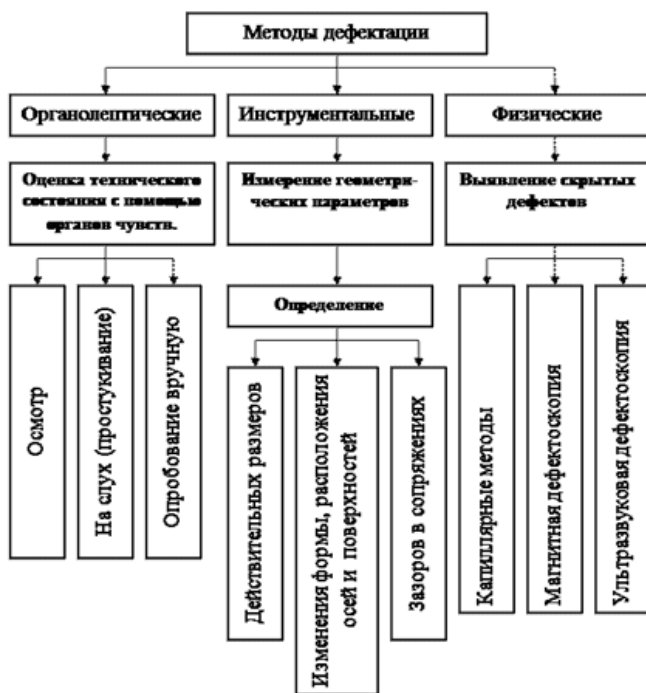 Методы дефектации
Органолептические
Инструментальные
Физические
Оценка технического
состояния с помощью
органов чувств.
Измерение геометри-
ческих параметров
Выявление скрытых
дефектов
Определение
Осмотр
На слух (простукивание)
Опробование вручную
Действительных размеров
Изменения формы, расположения
осей и поверхностей
Зазоров в сопряжениях
Капиллярные методы
Магнитная дефектоскопия
Ультразвуковая дефектоскопия